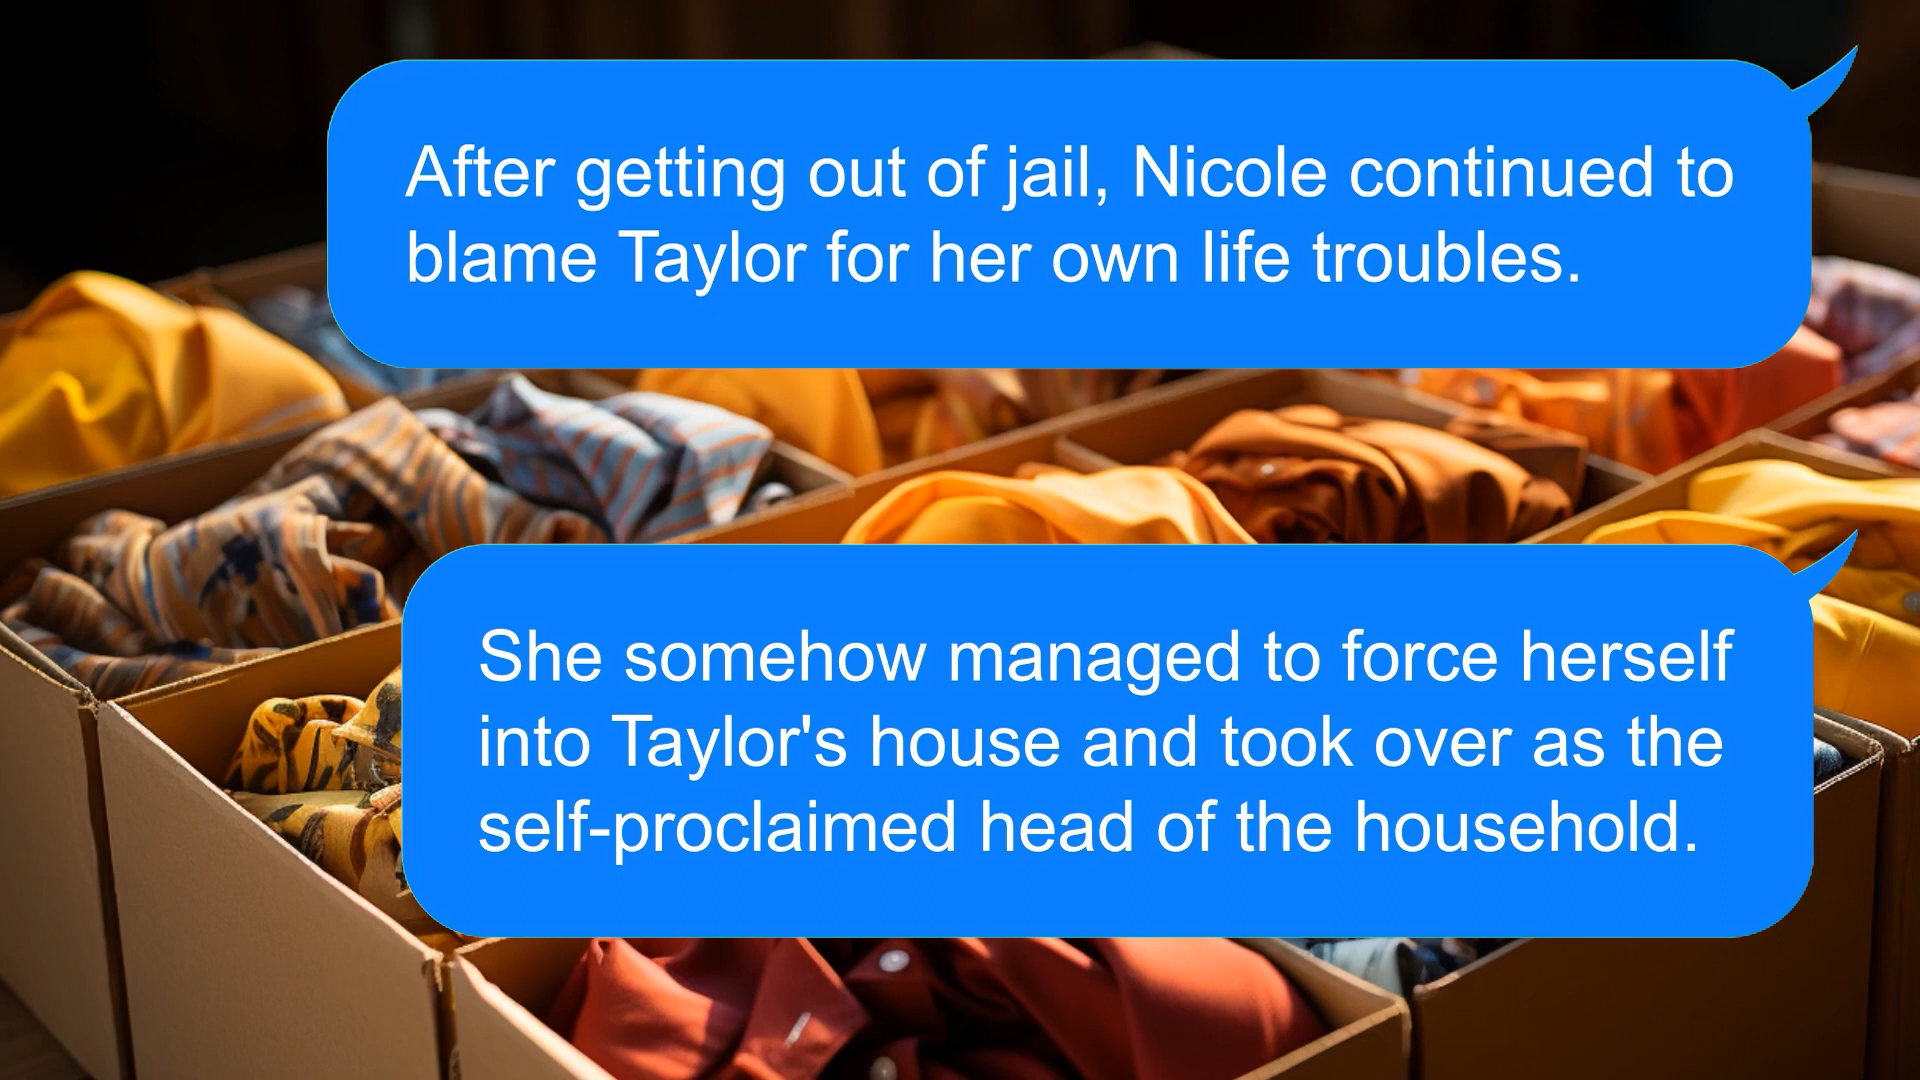 After getting out of jail, Nicole continued to
blame Taylor for her own life troubles.
She somehow managed to force herself
into Taylor's house and took over as the
self-proclaimed head of the household.